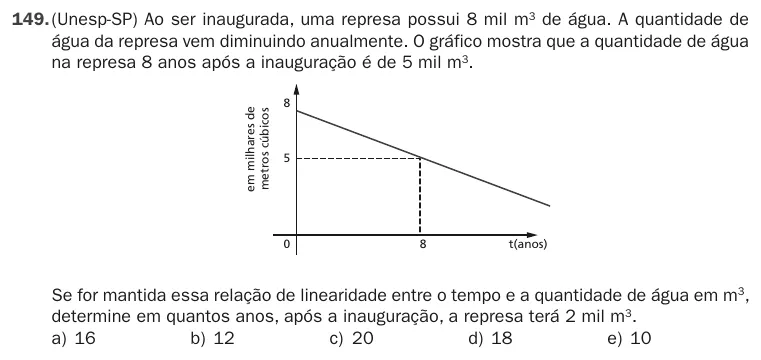 149. (Unesp-SP) Ao ser inaugurada, uma represa possui 8 mil m³ de água. A quantidade de
água da represa vem diminuindo anualmente. O gráfico mostra que a quantidade de água
na represa 8 anos após a inauguração é de 5 mil m³.
em milhares de
metros cúbicos
8
5
0
8
t(anos)
Se for mantida essa relação de linearidade entre o tempo e a quantidade de água em m³,
determine em quantos anos, após a inauguração, a represa terá 2 mil m³.
a) 16 b) 12 c) 20 d) 18 e) 10